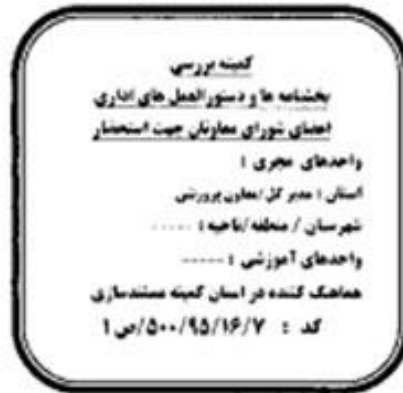 کمیته بررسی
بخشنامه ها و دستورالعمل های اداری
اعضای شورای معاونان جهت استحضار
واحدهای مجری :
استان : مدیر کل /معاون پرورشی
شهرستان / منطقه /ناحیه : -----
واحدهای آموزشی : -----
هماهنگ کننده در استان کمیته مستندسازی
کد : ۵۰۰/۹۵/۱۶/۷/ص۱